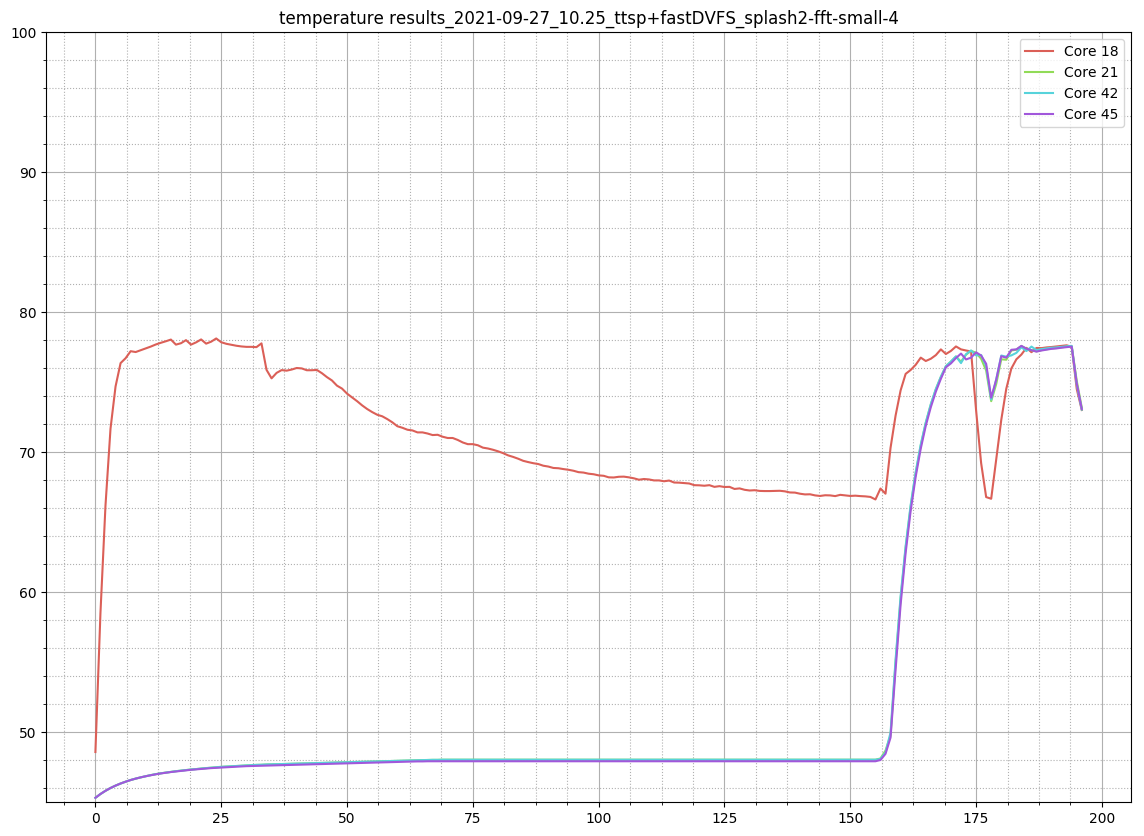 temperature results_2021-09-27_10.25_ttsp+fastDVFS_splash2-fft-small-4
100
90
80
70
60
50
Core 18
Core 21
Core 42
Core 45
0 25 50 75 100 125 150 175 200